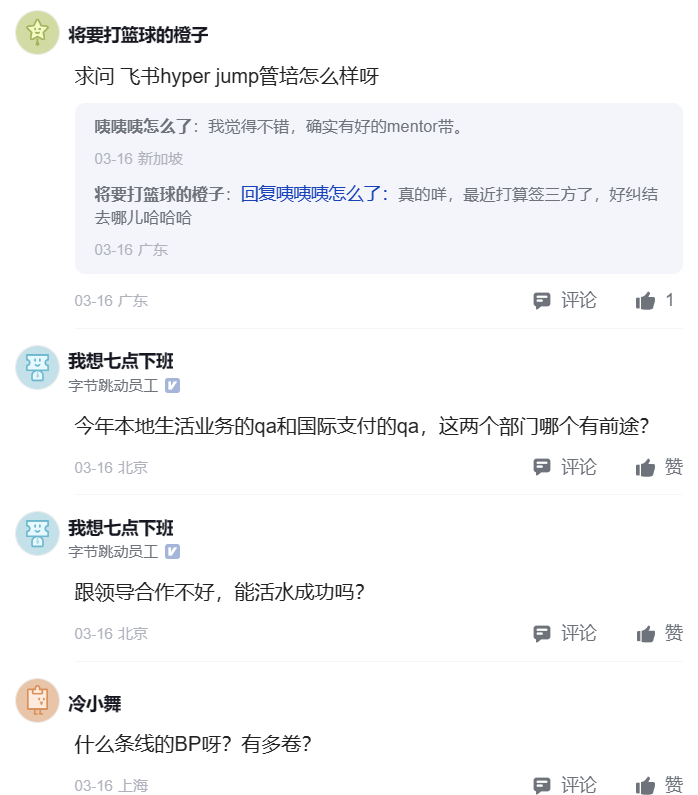 将要打篮球的橙子
求问 飞书hyper jump管培怎么样呀
咦咦咦怎么了：我觉得不错，确实有好的mentor带。
03-16 新加坡
将要打篮球的橙子：回复咦咦咦怎么了：真的咩，最近打算签三方了，好纠结
去哪儿哈哈哈
03-16 广东
03-16 广东 评论 1
我想七点下班
字节跳动员工
今年本地生活业务的qa和国际支付的qa，这两个部门哪个有前途？
03-16 北京 评论 赞
我想七点下班
字节跳动员工
跟领导合作不好，能活水成功吗？
03-16 北京 评论 赞
冷小舞
什么条线的BP呀？有多卷？
03-16 上海 评论 赞